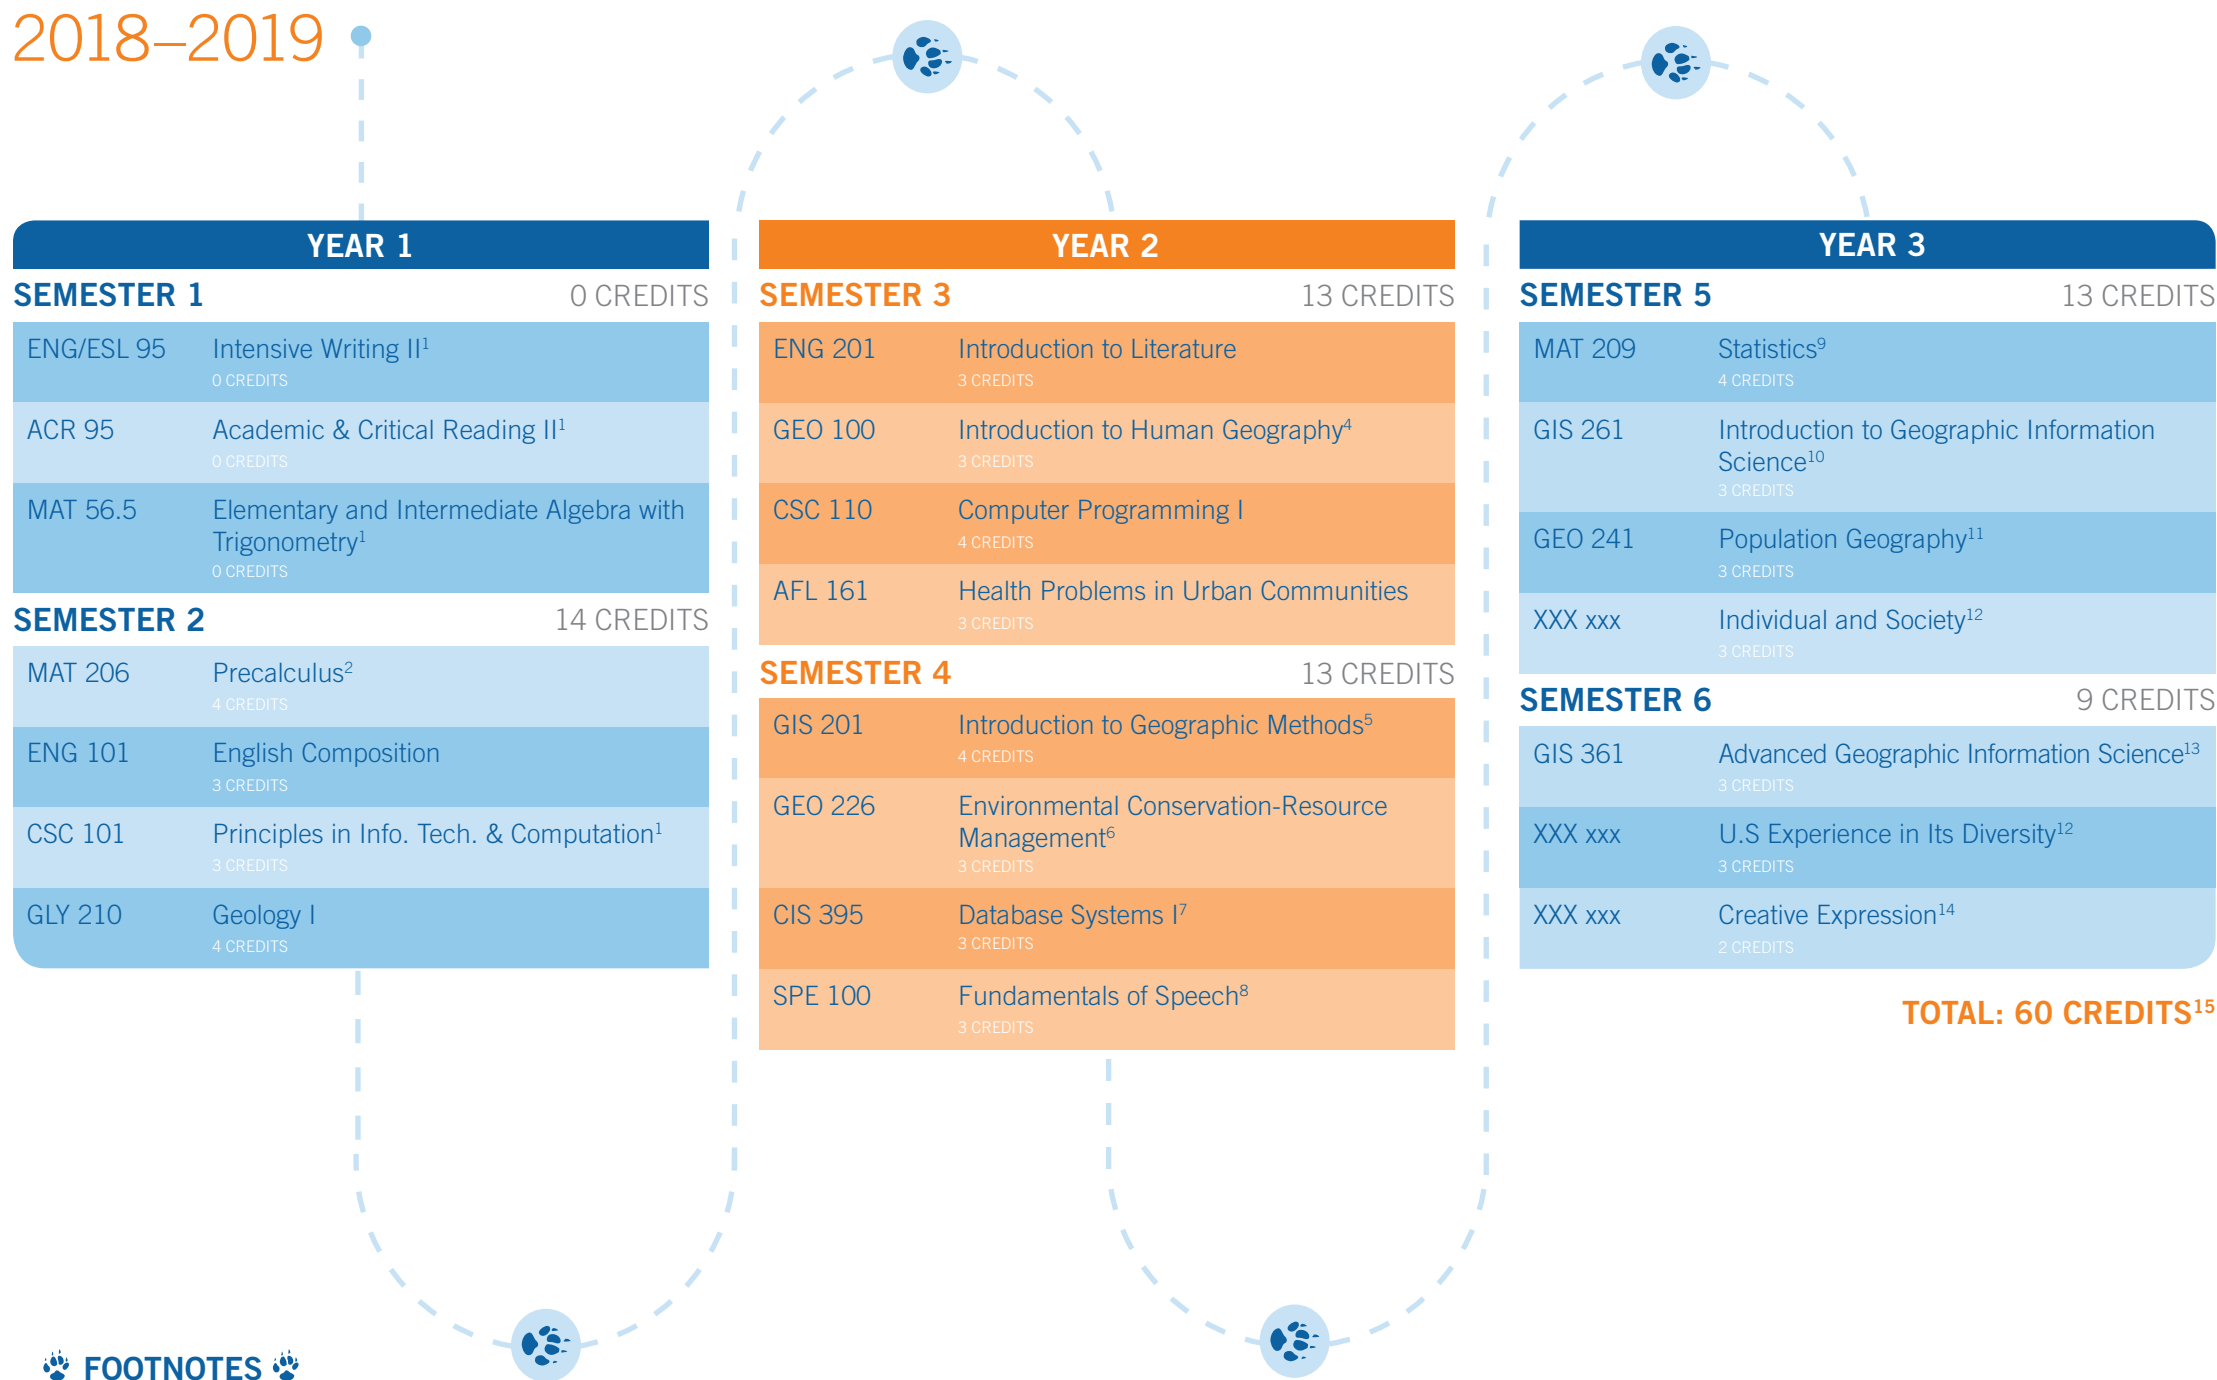 2018–2019
YEAR 1
SEMESTER 1 0 CREDITS
ENG/ESL 95 Intensive Writing II¹
0 CREDITS
ACR 95 Academic & Critical Reading II¹
0 CREDITS
MAT 56.5 Elementary and Intermediate Algebra with
Trigonometry¹
0 CREDITS
SEMESTER 2 14 CREDITS
MAT 206 Precalculus²
4 CREDITS
ENG 101 English Composition
3 CREDITS
CSC 101 Principles in Info. Tech. & Computation¹
3 CREDITS
GLY 210 Geology I
4 CREDITS
YEAR 2
SEMESTER 3 13 CREDITS
ENG 201 Introduction to Literature
3 CREDITS
GEO 100 Introduction to Human Geography⁴
3 CREDITS
CSC 110 Computer Programming I
4 CREDITS
AFL 161 Health Problems in Urban Communities
3 CREDITS
SEMESTER 4 13 CREDITS
GIS 201 Introduction to Geographic Methods⁵
4 CREDITS
GEO 226 Environmental Conservation-Resource
Management⁶
3 CREDITS
CIS 395 Database Systems I⁷
3 CREDITS
SPE 100 Fundamentals of Speech⁸
3 CREDITS
YEAR 3
SEMESTER 5 13 CREDITS
MAT 209 Statistics⁹
4 CREDITS
GIS 261 Introduction to Geographic Information
Science¹⁰
3 CREDITS
GEO 241 Population Geography¹¹
3 CREDITS
XXX xxx Individual and Society¹²
3 CREDITS
SEMESTER 6 9 CREDITS
GIS 361 Advanced Geographic Information Science¹³
3 CREDITS
XXX xxx U.S Experience in Its Diversity¹²
3 CREDITS
XXX xxx Creative Expression¹⁴
2 CREDITS
TOTAL: 60 CREDITS¹⁵
FOOTNOTES